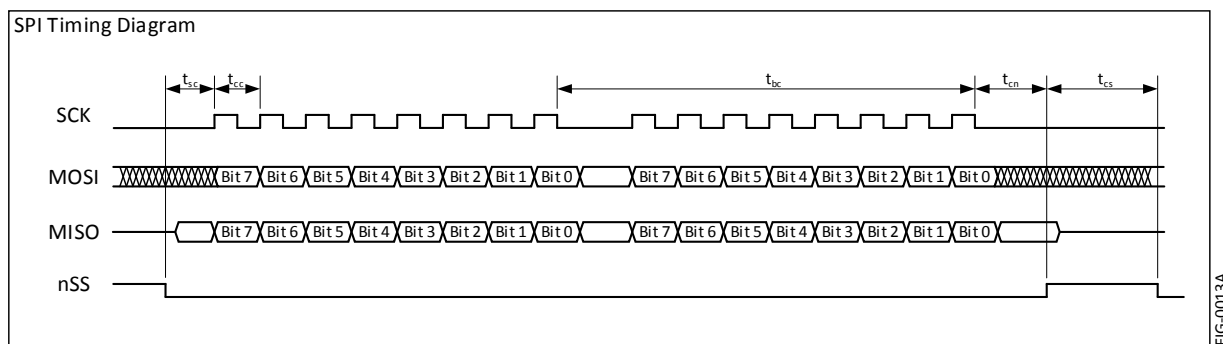 SPI Timing Diagram
tsc tcc tbc tcn tcs
SCK
MOSI Bit 7 Bit 6 Bit 5 Bit 4 Bit 3 Bit 2 Bit 1 Bit 0 Bit 7 Bit 6 Bit 5 Bit 4 Bit 3 Bit 2 Bit 1 Bit 0
MISO Bit 7 Bit 6 Bit 5 Bit 4 Bit 3 Bit 2 Bit 1 Bit 0 Bit 7 Bit 6 Bit 5 Bit 4 Bit 3 Bit 2 Bit 1 Bit 0
nSS
FIG-0013A